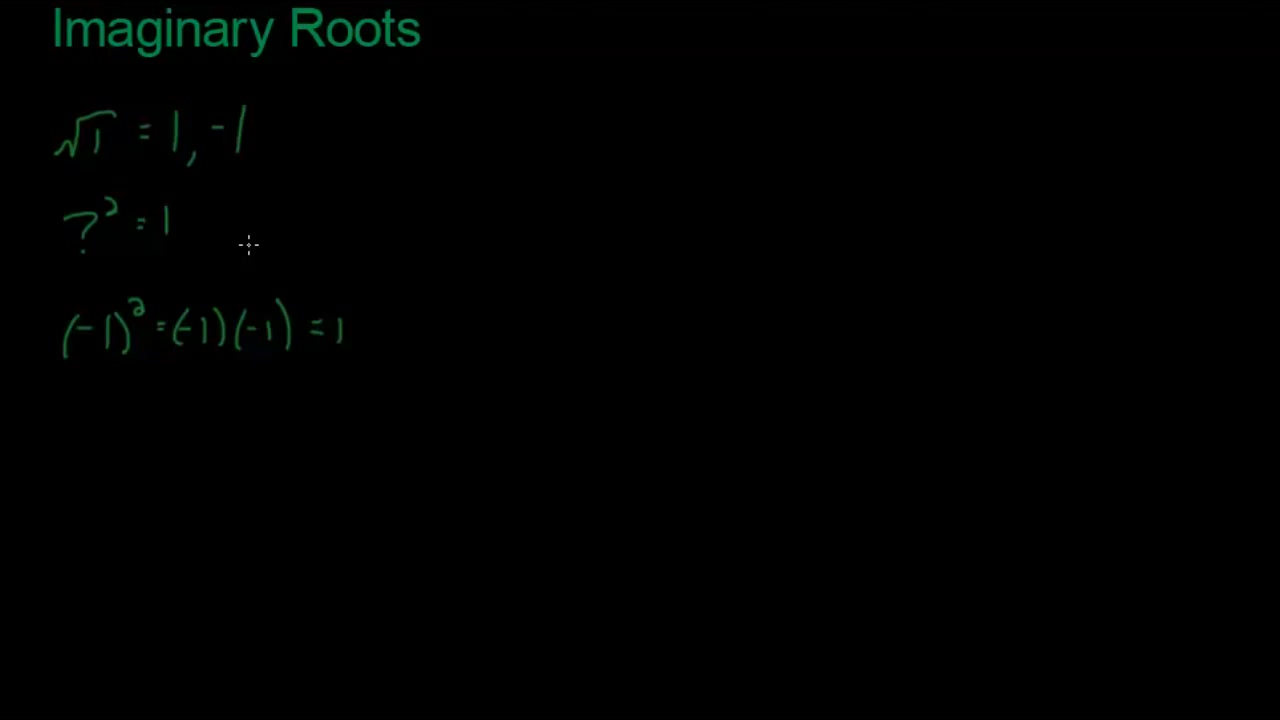 Imaginary Roots
√1 = 1, -1
?² = 1
(-1)² = (-1)(-1) = 1